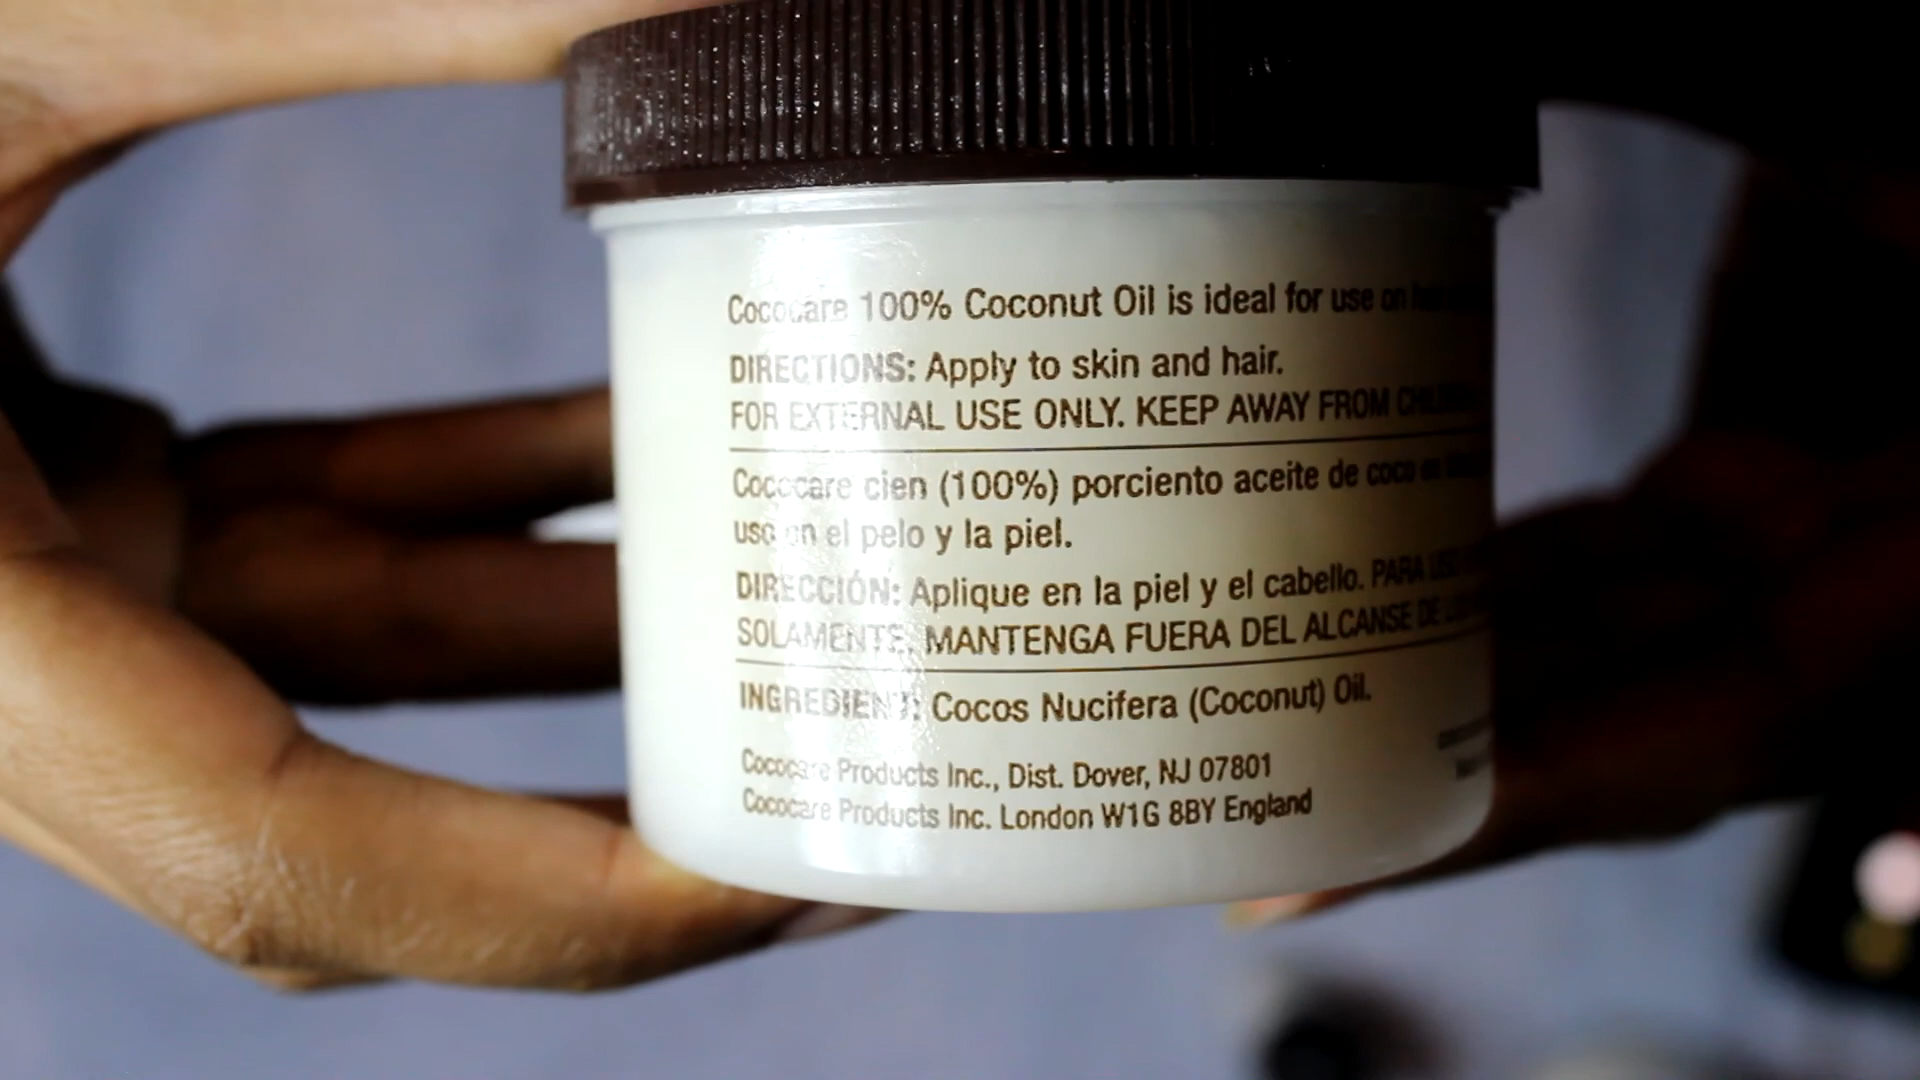 Cococare 100% Coconut Oil is ideal for use on
DIRECTIONS: Apply to skin and hair.
FOR EXTERNAL USE ONLY. KEEP AWAY FROM
Cococare cien (100%) porciento aceite de coco
uso en el pelo y la piel.
DIRECCIÓN: Aplique en la piel y el cabello. PARA USO
SOLAMENTE, MANTENGA FUERA DEL ALCANSE DE
INGREDIENT: Cocos Nucifera (Coconut) Oil.
Cococare Products Inc., Dist. Dover, NJ 07801
Cococare Products Inc. London W1G 8BY England